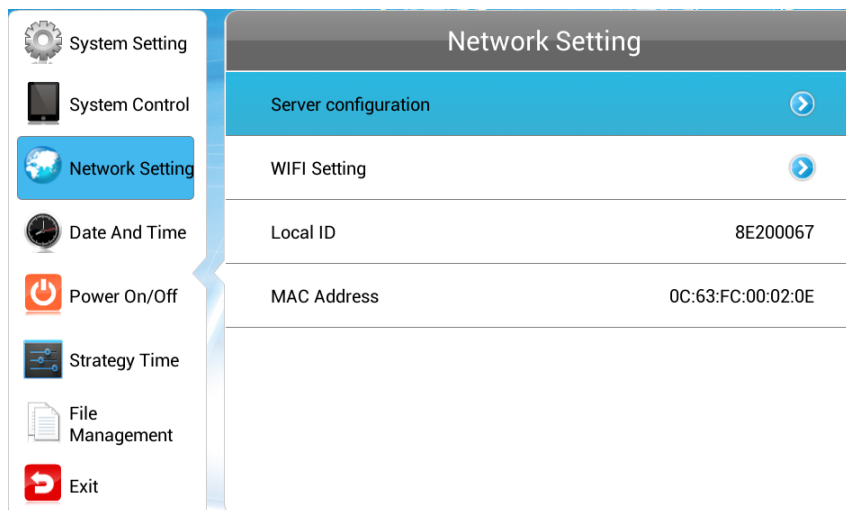 System Setting
System Control
Network Setting
Date And Time
Power On/Off
Strategy Time
File
Management
Exit
Network Setting
Server configuration
WIFI Setting
Local ID 8E200067
MAC Address 0C:63:FC:00:02:0E